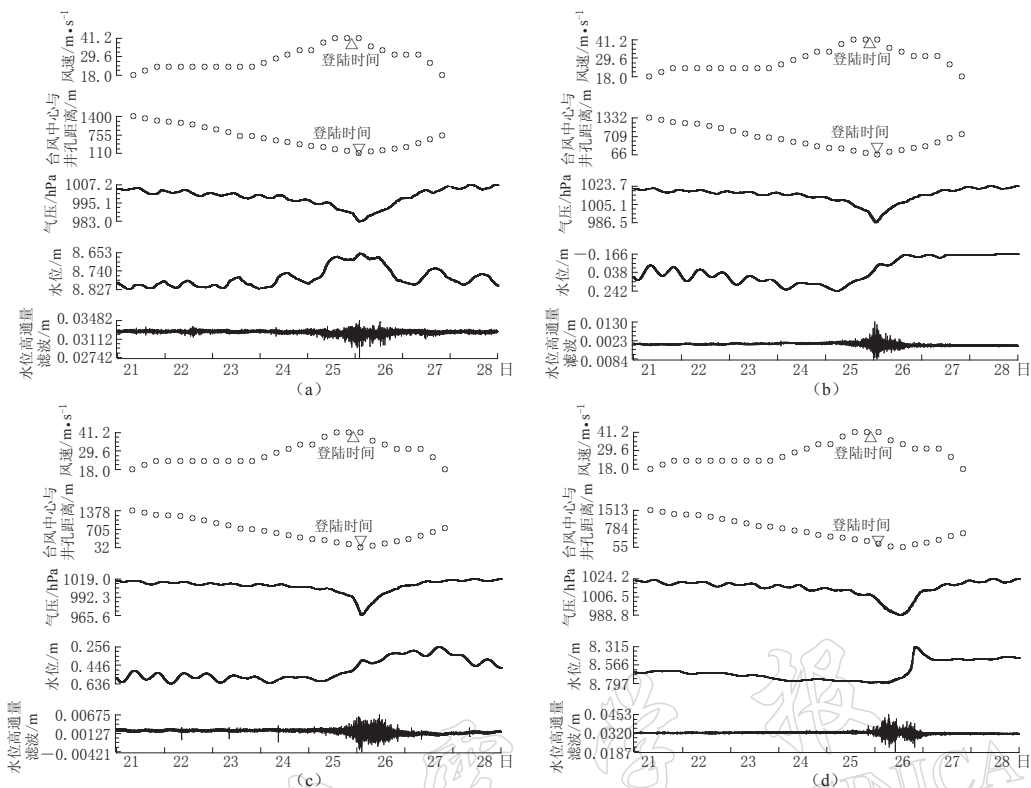 风速/m•s⁻¹
41.2
29.6
18.0
登陆时间
台风中心与
井孔距离/m
1400
755
110
登陆时间
气压/hPa
1007.2
995.1
983.0
水位/m
8.653
8.740
8.827
水位高通量
滤波/m
0.03482
0.03112
0.02742
21 22 23 24 25 26 27 28 日
(a)
风速/m•s⁻¹
41.2
29.6
18.0
登陆时间
台风中心与
井孔距离/m
1332
709
66
登陆时间
气压/hPa
1023.7
1005.1
986.5
水位/m
—0.166
0.038
0.242
水位高通量
滤波/m
0.0130
0.0023
0.0084
21 22 23 24 25 26 27 28 日
(b)
风速/m•s⁻¹
41.2
29.6
18.0
登陆时间
台风中心与
井孔距离/m
1378
705
32
登陆时间
气压/hPa
1019.0
992.3
965.6
水位/m
0.256
0.446
0.636
水位高通量
滤波/m
0.00675
0.00127
—0.00421
21 22 23 24 25 26 27 28 日
(c)
风速/m•s⁻¹
41.2
29.6
18.0
登陆时间
台风中心与
井孔距离/m
1513
784
55
登陆时间
气压/hPa
1024.2
1006.5
988.8
水位/m
8.315
8.566
8.797
水位高通量
滤波/m
0.0453
0.0320
0.0187
21 22 23 24 25 26 27 28 日
(d)